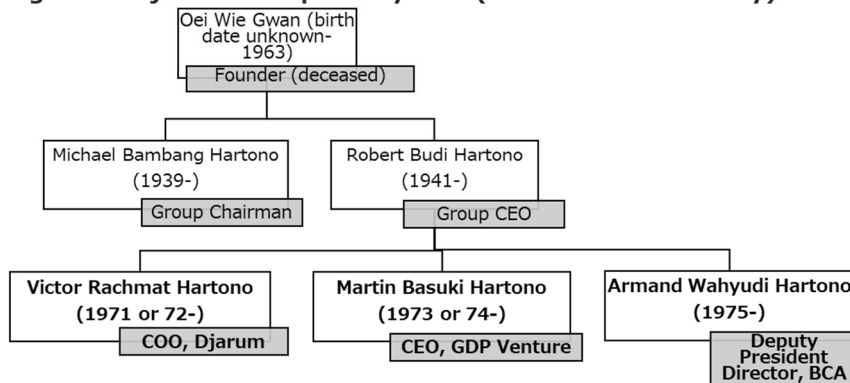 Oei Wie Gwan (birth
date unknown-
1963)
Founder (deceased)
Michael Bambang Hartono
(1939-)
Group Chairman
Robert Budi Hartono
(1941-)
Group CEO
Victor Rachmat Hartono
(1971 or 72-)
COO, Djarum
Martin Basuki Hartono
(1973 or 74-)
CEO, GDP Venture
Armand Wahyudi Hartono
(1975-)
Deputy
President
Director, BCA